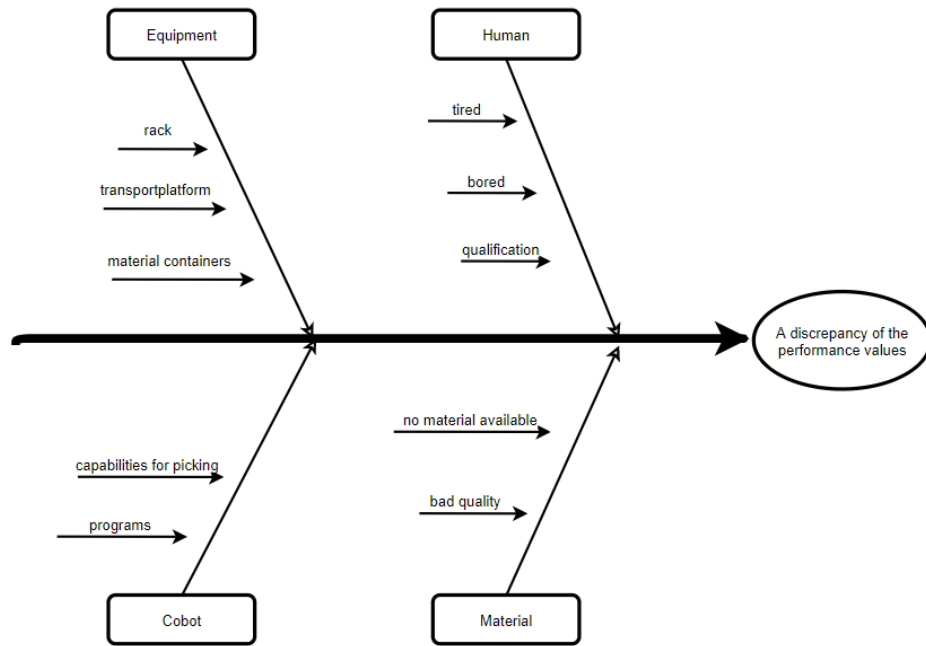 Equipment
Human
tired
rack
bored
transportplatform
qualification
material containers
A discrepancy of the
performance values
no material available
capabilities for picking
bad quality
programs
Cobot
Material